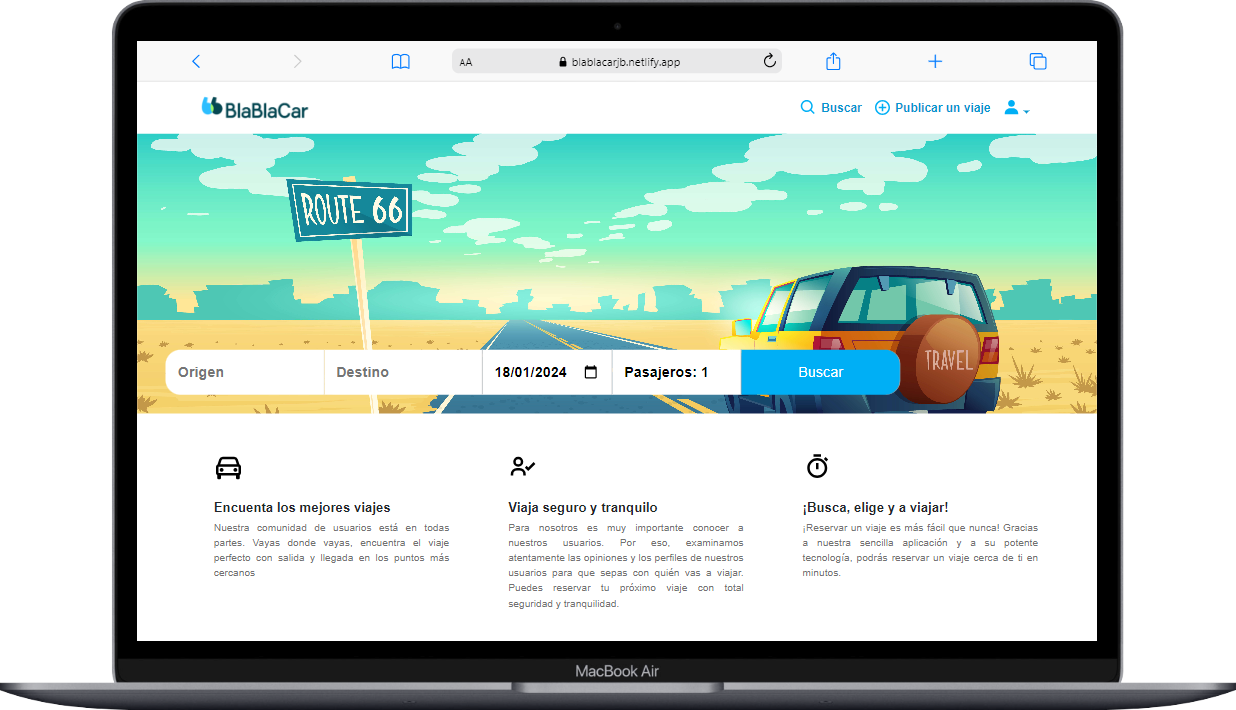 AA blablacarjb.netlify.app
BlaBlaCar Buscar Publicar un viaje
ROUTE 66
TRAVEL
Origen Destino 18/01/2024 Pasajeros: 1 Buscar
Encuenta los mejores viajes
Nuestra comunidad de usuarios está en todas
partes. Vayas donde vayas, encuentra el viaje
perfecto con salida y llegada en los puntos más
cercanos
Viaja seguro y tranquilo
Para nosotros es muy importante conocer a
nuestros usuarios. Por eso, examinamos
atentamente las opiniones y los perfiles de nuestros
usuarios para que sepas con quién vas a viajar.
Puedes reservar tu próximo viaje con total
seguridad y tranquilidad.
¡Busca, elige y a viajar!
¡Reservar un viaje es más fácil que nunca! Gracias
a nuestra sencilla aplicación y a su potente
tecnología, podrás reservar un viaje cerca de ti en
minutos.
MacBook Air